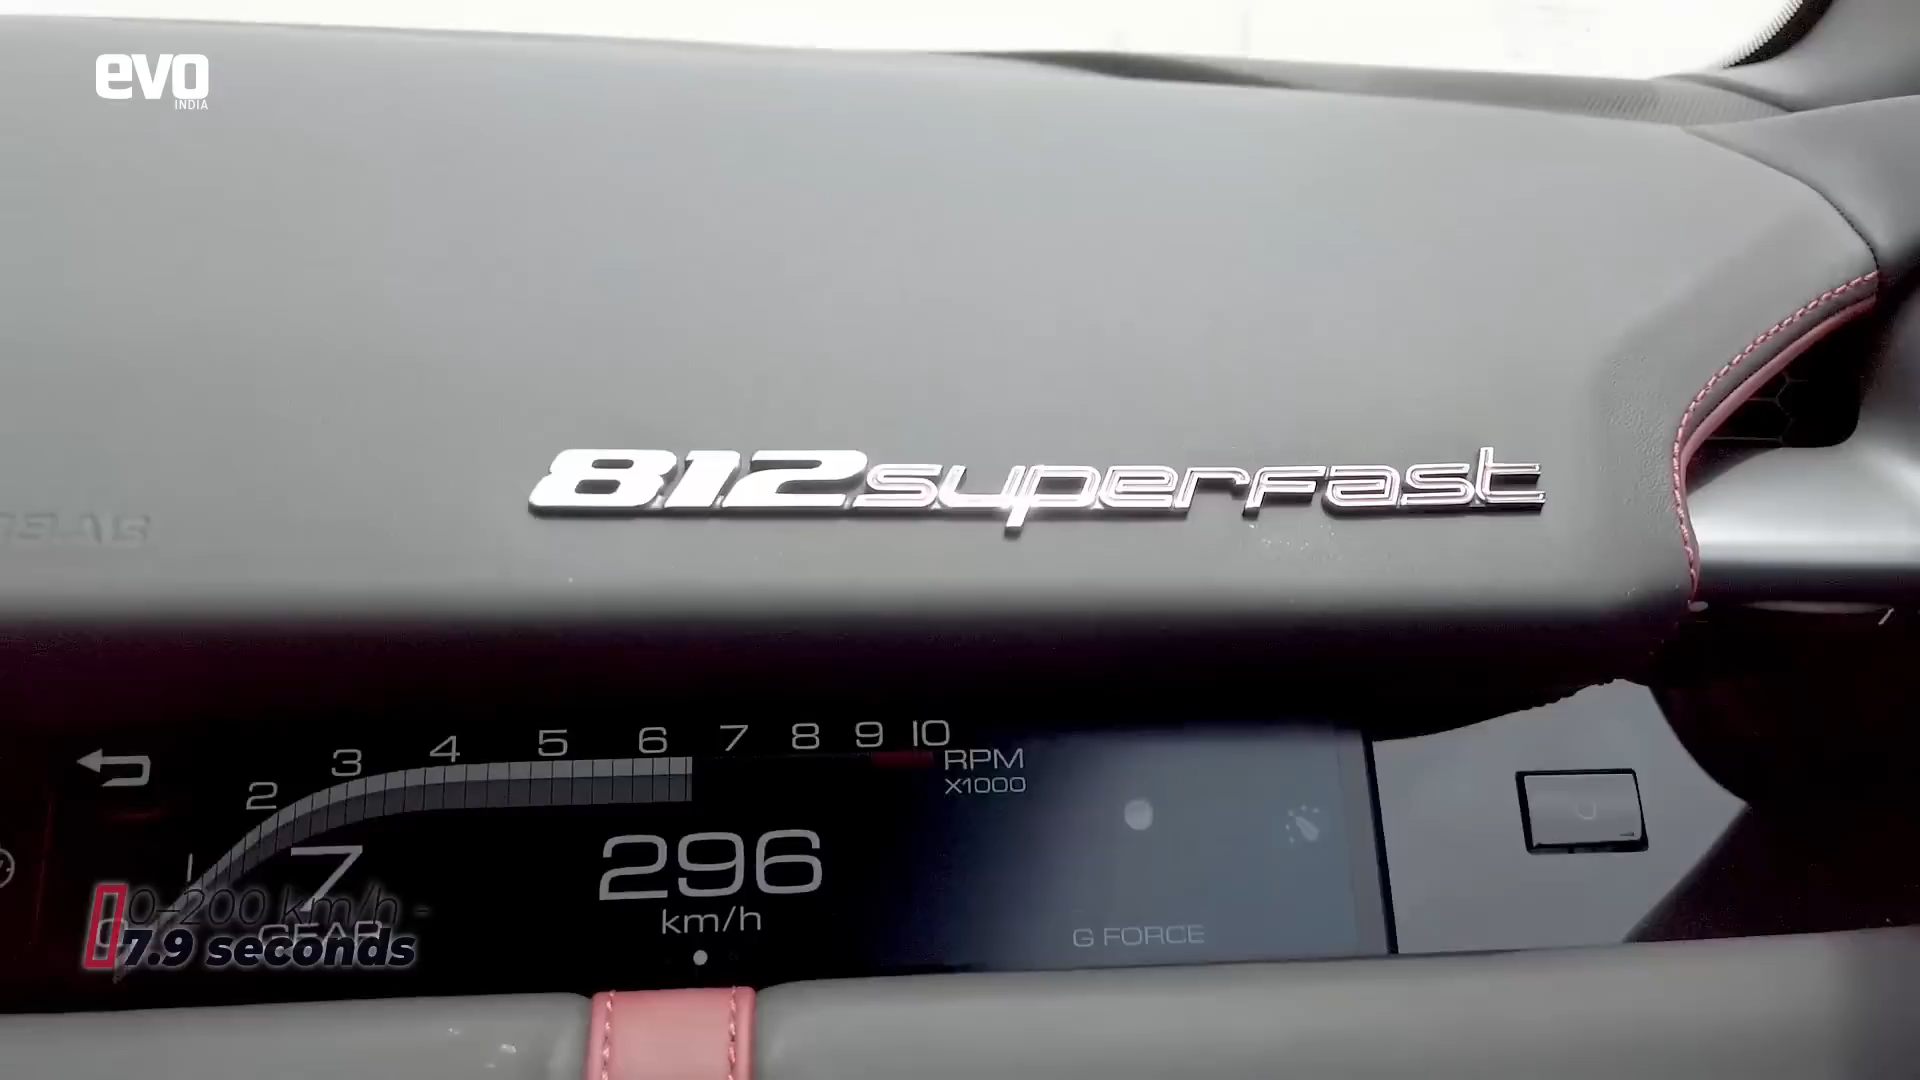 evo
INDIA
812superfast
1 2 3 4 5 6 7 8 9 10
RPM
X1000
7
GEAR
296
km/h
G FORCE
0–200 km/h -
7.9 seconds